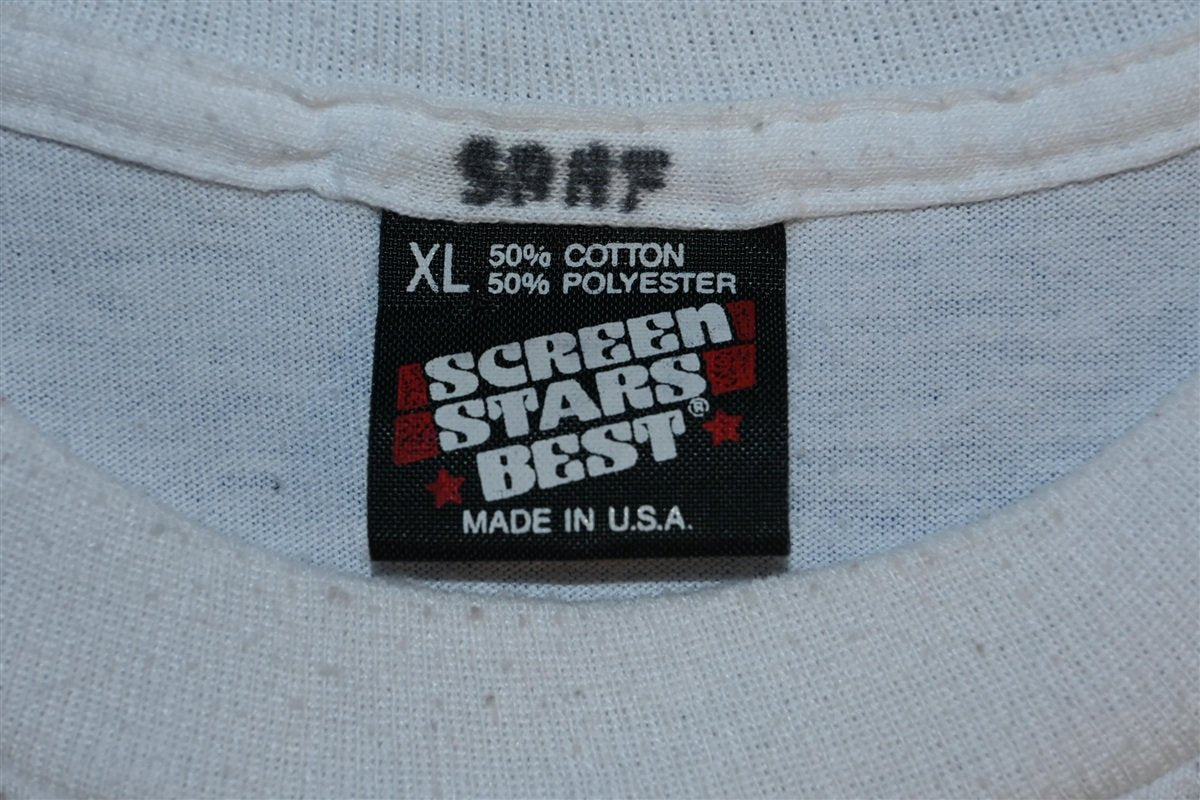 XL 50% COTTON
50% POLYESTER
SCREEn
STARS
BEST®
MADE IN U.S.A.